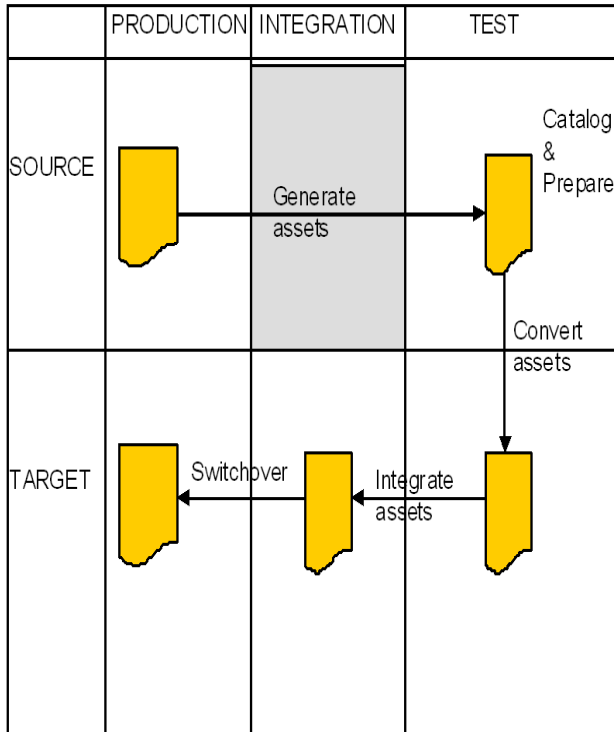 PRODUCTION
INTEGRATION
TEST
SOURCE
Catalog
&
Prepare
Generate
assets
Convert
assets
TARGET
Switchover
Integrate
assets